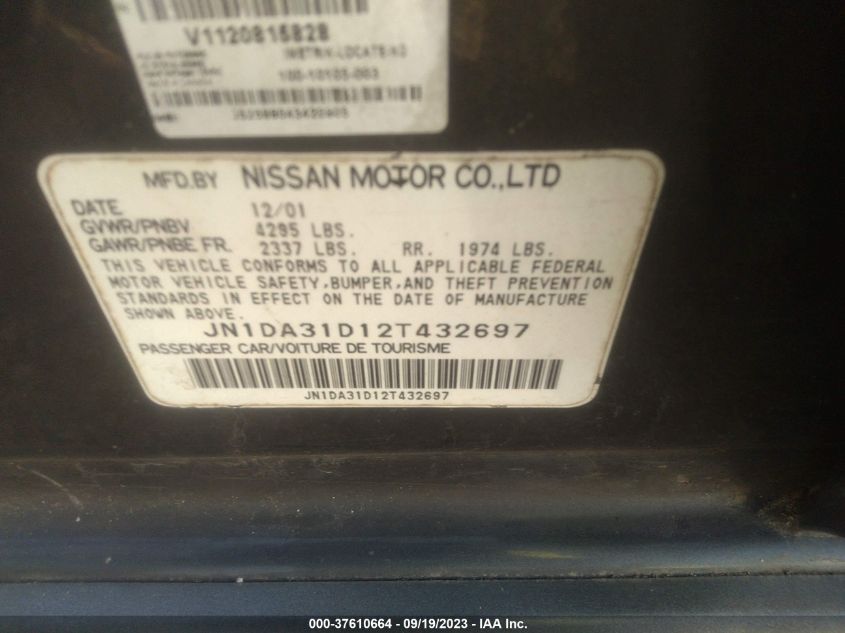 V1120815828
MFD.BY NISSAN MOTOR CO.,LTD
DATE 12/01
GVWR/PNBV 4295 LBS.
GAWR/PNBE FR. 2337 LBS. RR. 1974 LBS.
THIS VEHICLE CONFORMS TO ALL APPLICABLE FEDERAL
MOTOR VEHICLE SAFETY,BUMPER,AND THEFT PREVENTION
STANDARDS IN EFFECT ON THE DATE OF MANUFACTURE
SHOWN ABOVE.
JN1DA31D12T432697
PASSENGER CAR/VOITURE DE TOURISME
JN1DA31D12T432697
000-37610664 - 09/19/2023 - IAA Inc.